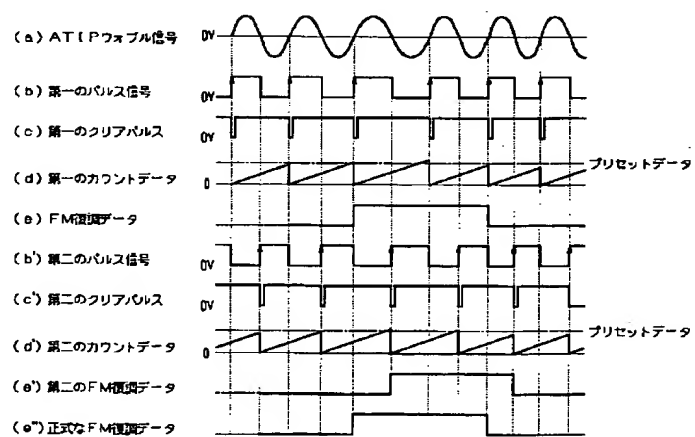 (a) ATIPウォブル信号 0V
(b) 第一のパルス信号 0V
(c) 第一のクリアパルス 0V
(d) 第一のカウントデータ 0 プリセットデータ
(e) FM復調データ
(b') 第二のパルス信号 0V
(c') 第二のクリアパルス 0V
(d') 第二のカウントデータ 0 プリセットデータ
(e') 第二のFM復調データ
(e'') 正式なFM復調データ